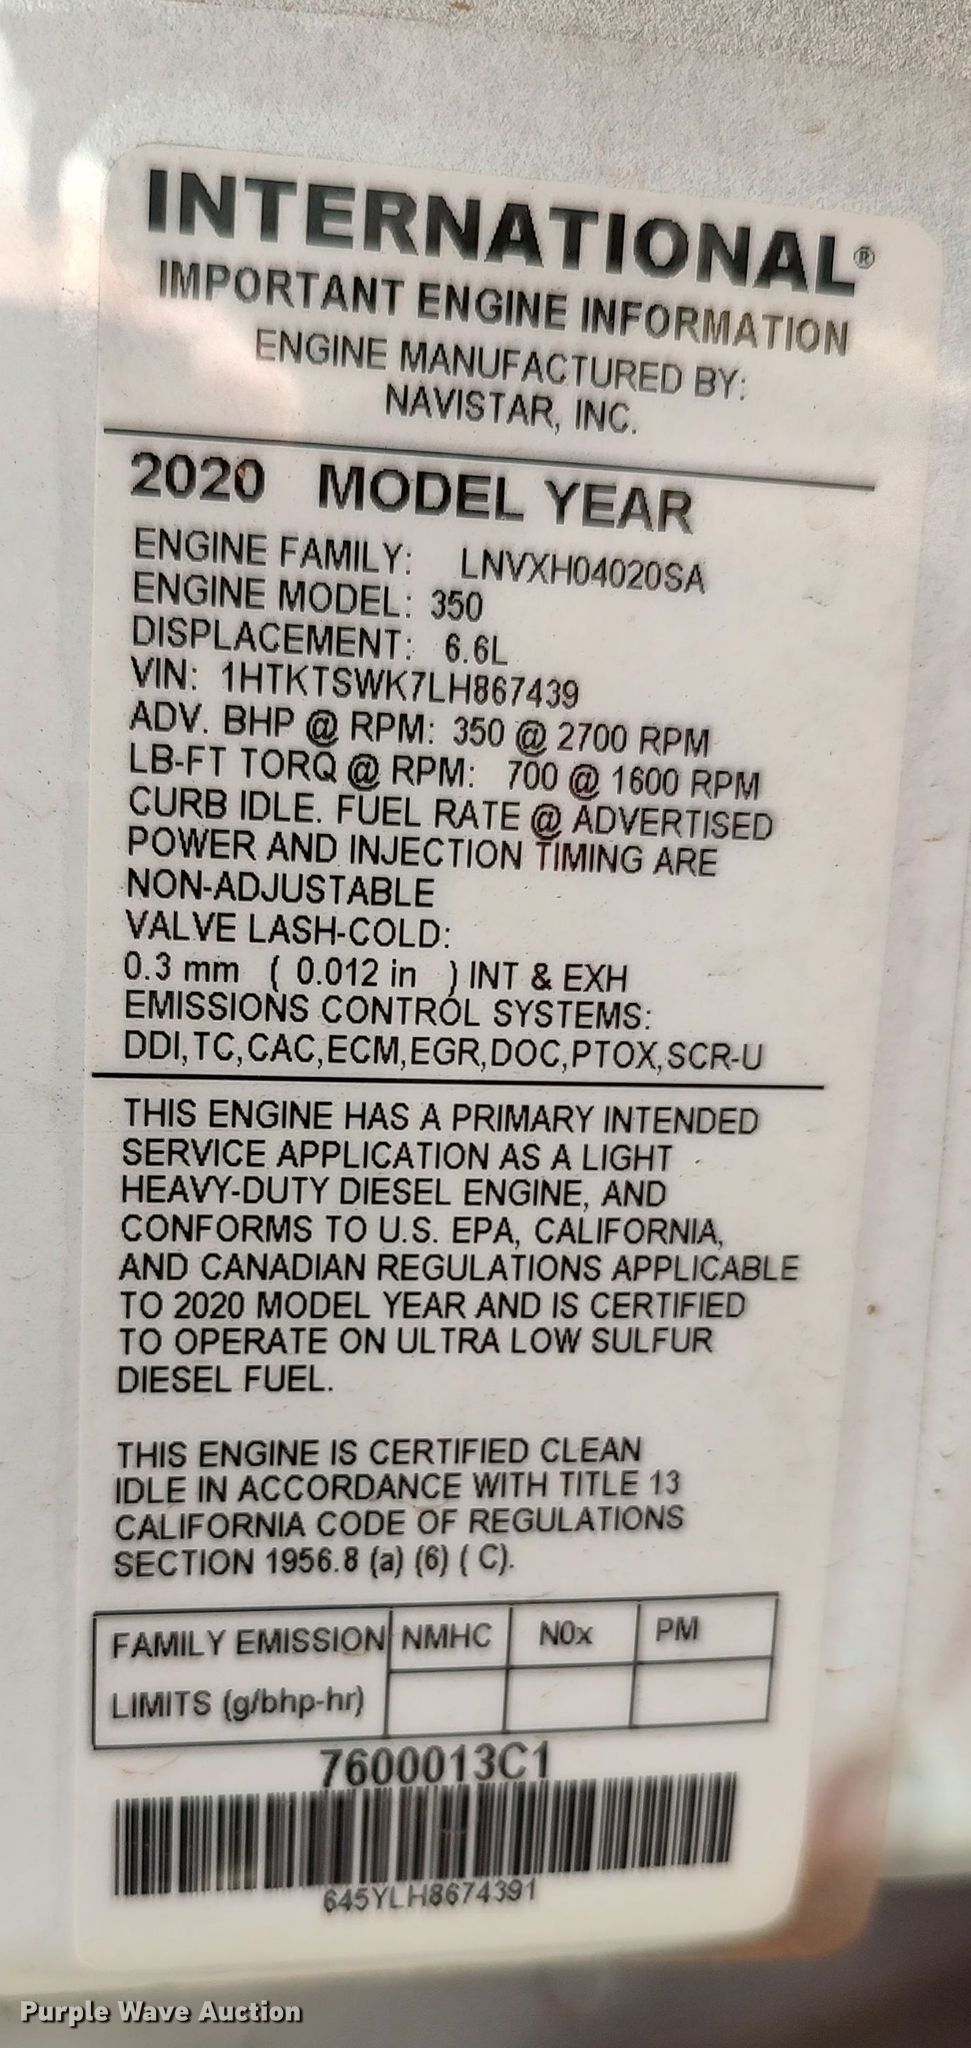 INTERNATIONAL®
IMPORTANT ENGINE INFORMATION
ENGINE MANUFACTURED BY:
NAVISTAR, INC.
2020 MODEL YEAR
ENGINE FAMILY: LNVXH04020SA
ENGINE MODEL: 350
DISPLACEMENT: 6.6L
VIN: 1HTKTSWK7LH867439
ADV. BHP @ RPM: 350 @ 2700 RPM
LB-FT TORQ @ RPM: 700 @ 1600 RPM
CURB IDLE. FUEL RATE @ ADVERTISED
POWER AND INJECTION TIMING ARE
NON-ADJUSTABLE
VALVE LASH-COLD:
0.3 mm ( 0.012 in ) INT & EXH
EMISSIONS CONTROL SYSTEMS:
DDI,TC,CAC,ECM,EGR,DOC,PTOX,SCR-U
THIS ENGINE HAS A PRIMARY INTENDED
SERVICE APPLICATION AS A LIGHT
HEAVY-DUTY DIESEL ENGINE, AND
CONFORMS TO U.S. EPA, CALIFORNIA,
AND CANADIAN REGULATIONS APPLICABLE
TO 2020 MODEL YEAR AND IS CERTIFIED
TO OPERATE ON ULTRA LOW SULFUR
DIESEL FUEL.
THIS ENGINE IS CERTIFIED CLEAN
IDLE IN ACCORDANCE WITH TITLE 13
CALIFORNIA CODE OF REGULATIONS
SECTION 1956.8 (a) (6) ( C).
FAMILY EMISSION NMHC N0x PM
LIMITS (g/bhp-hr)
7600013C1
645YLH8674391
Purple Wave Auction